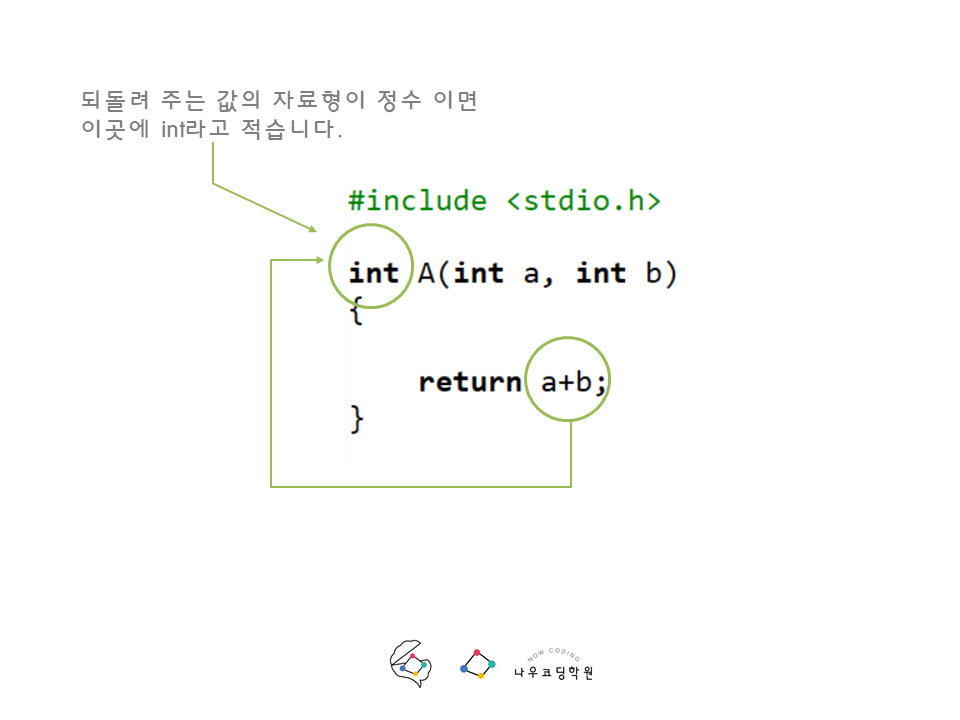 되돌려 주는 값의 자료형이 정수 이면
이곳에 int라고 적습니다.
#include <stdio.h>
int A(int a, int b)
{
return a+b;
}
NOW CODING
나우코딩학원